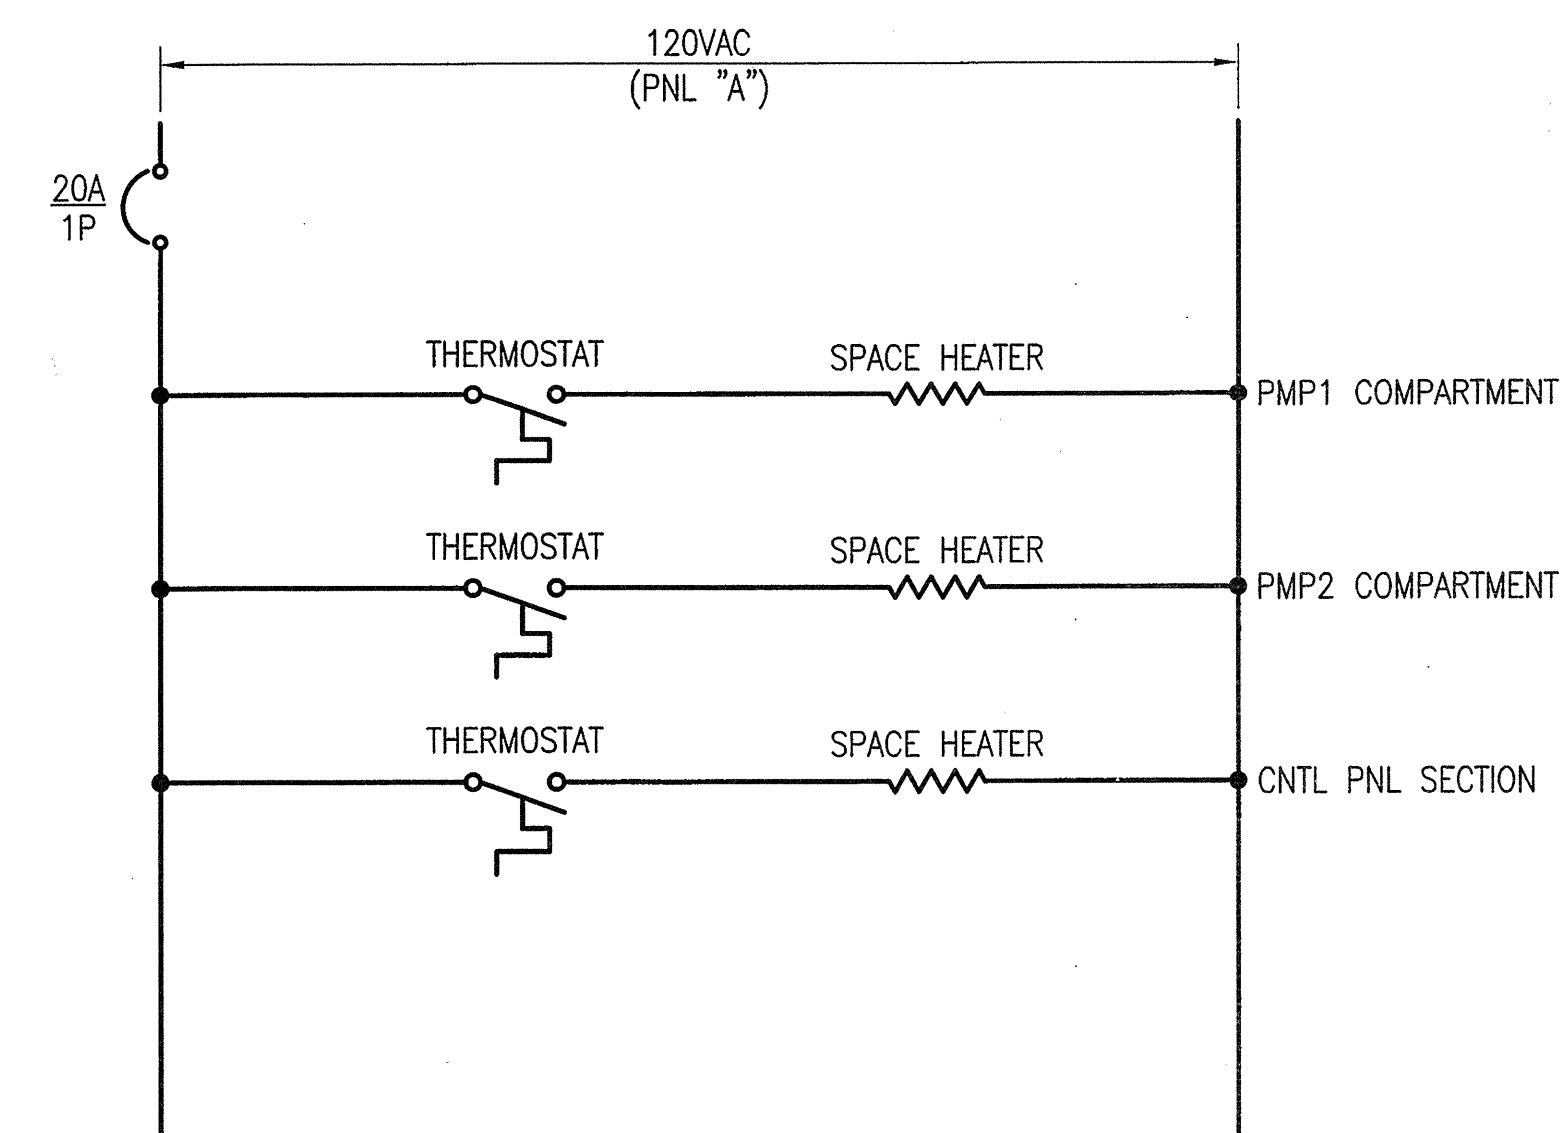 120VAC
(PNL "A")
20A
1P
THERMOSTAT
SPACE HEATER
PMP1 COMPARTMENT
THERMOSTAT
SPACE HEATER
PMP2 COMPARTMENT
THERMOSTAT
SPACE HEATER
CNTL PNL SECTION